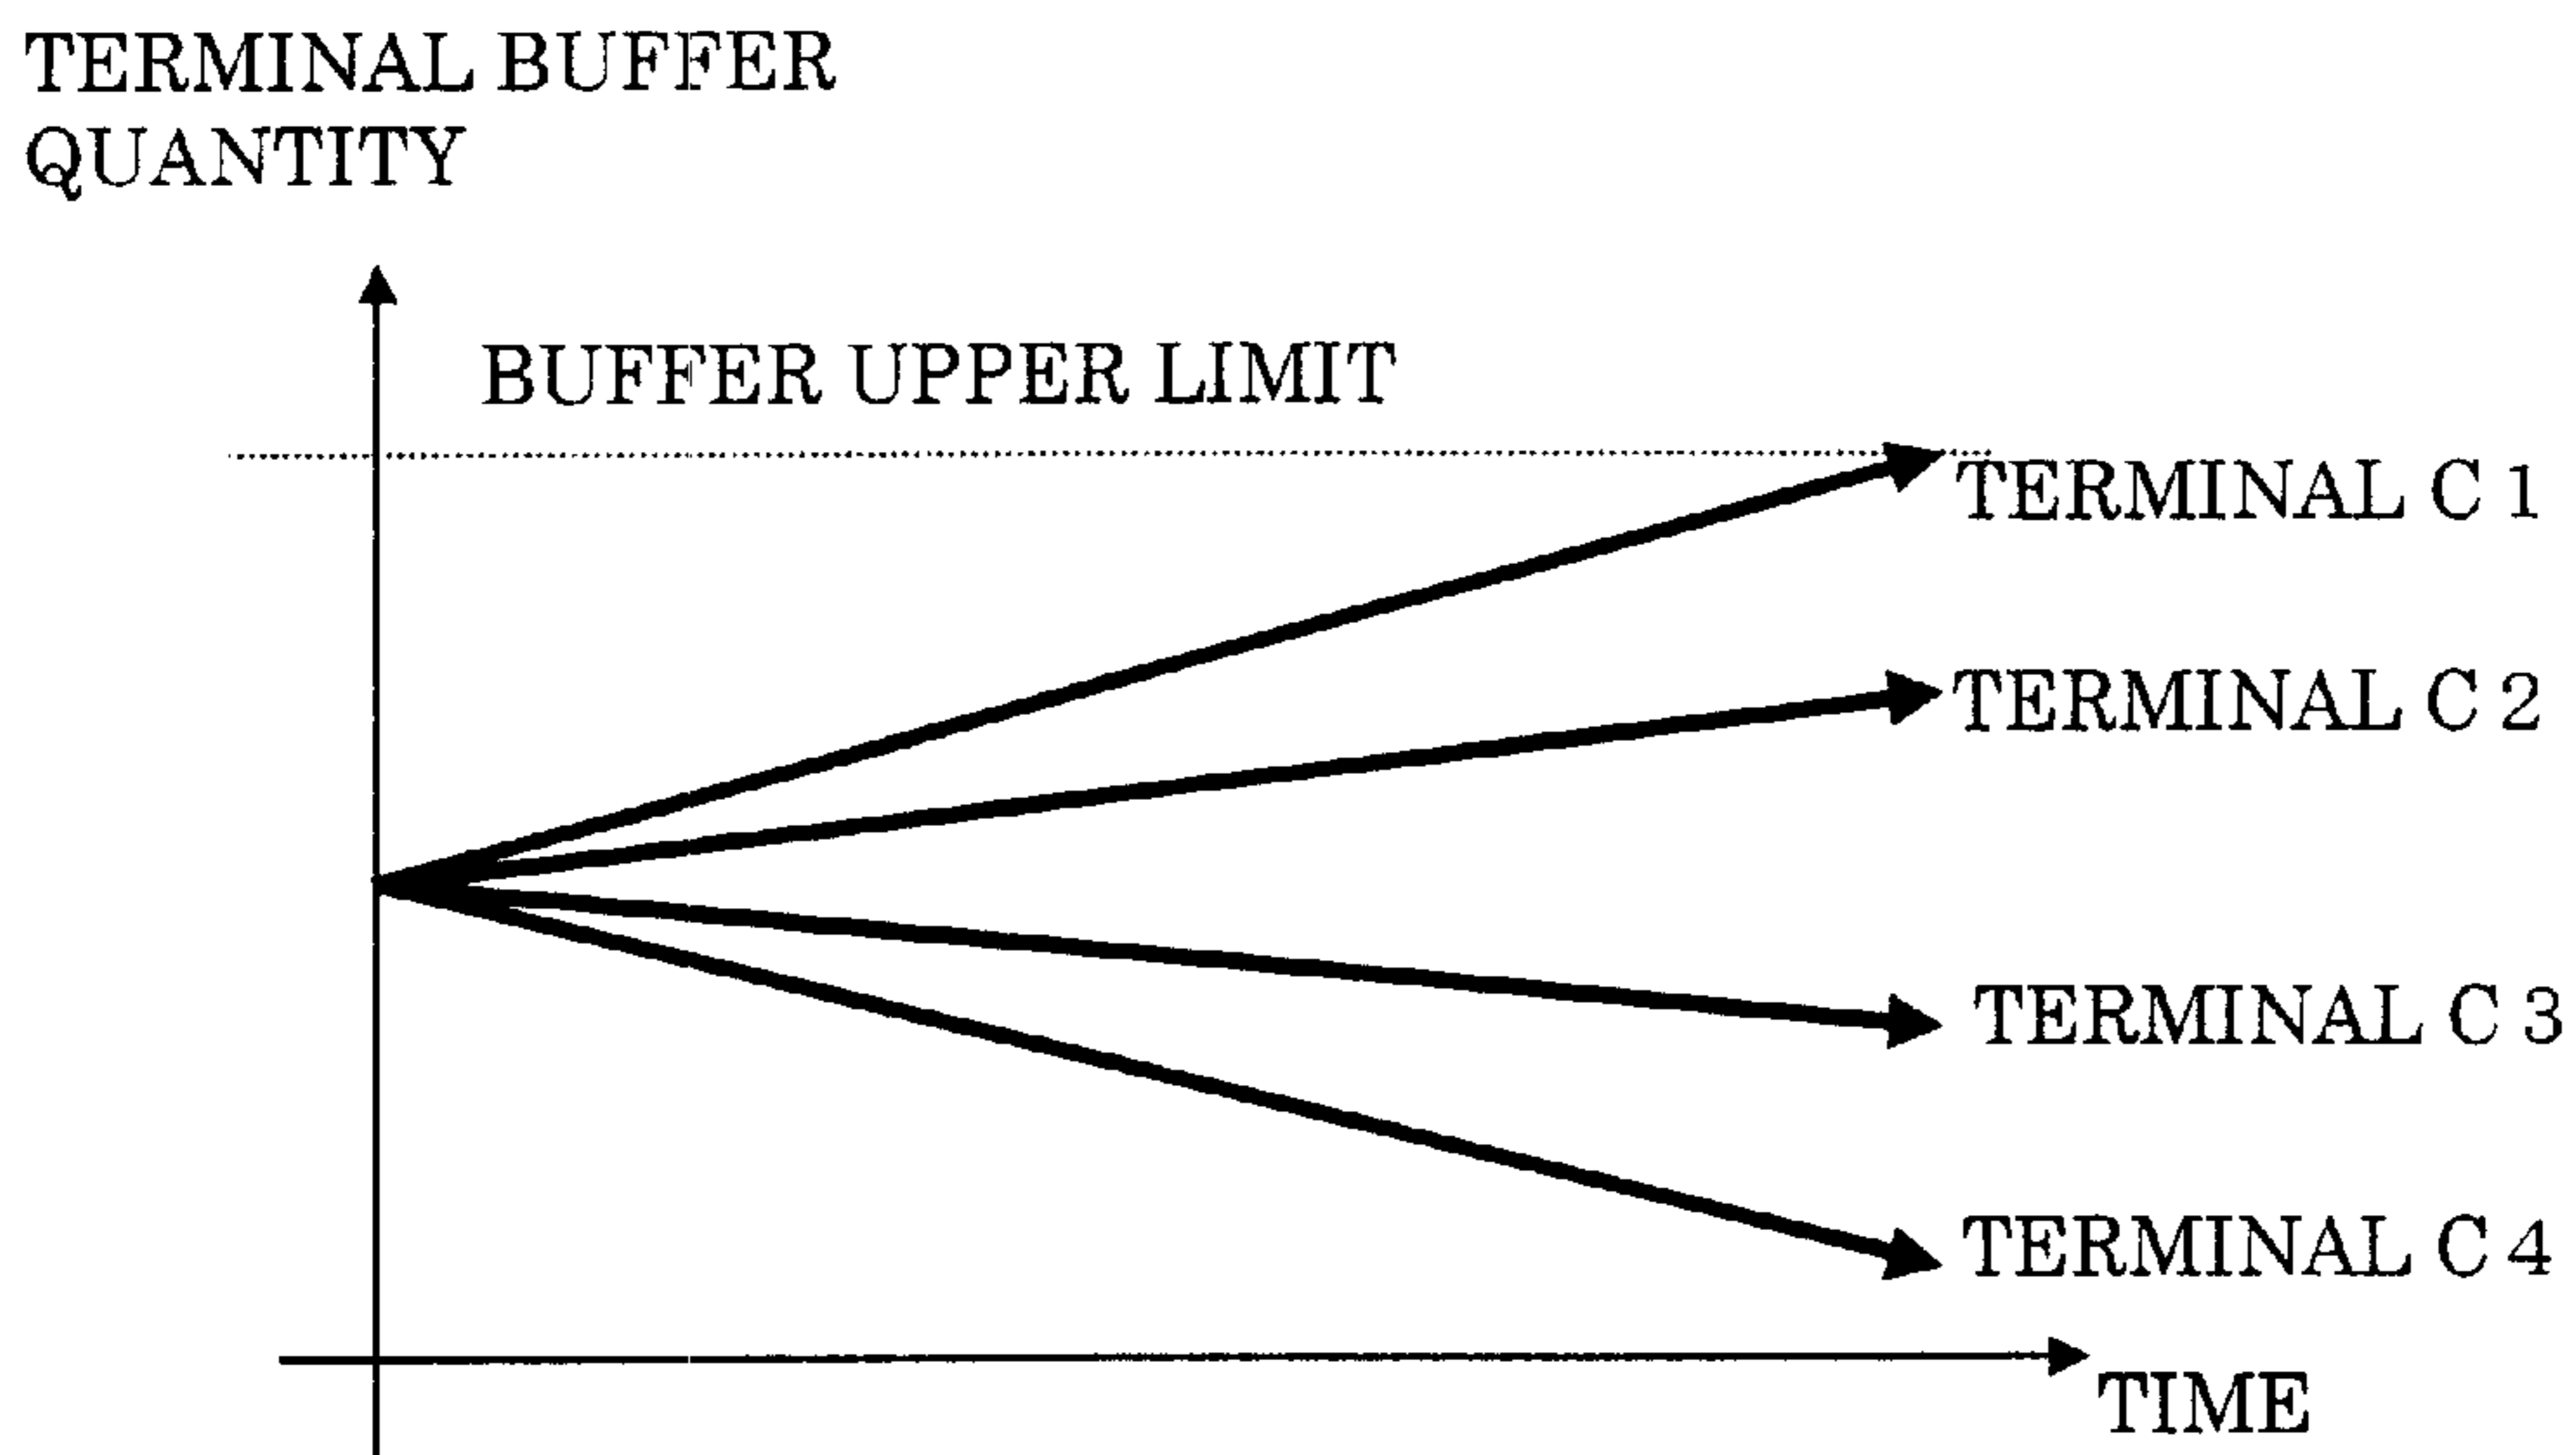 TERMINAL BUFFER
QUANTITY
BUFFER UPPER LIMIT
TERMINAL C 1
TERMINAL C 2
TERMINAL C 3
TERMINAL C 4
TIME